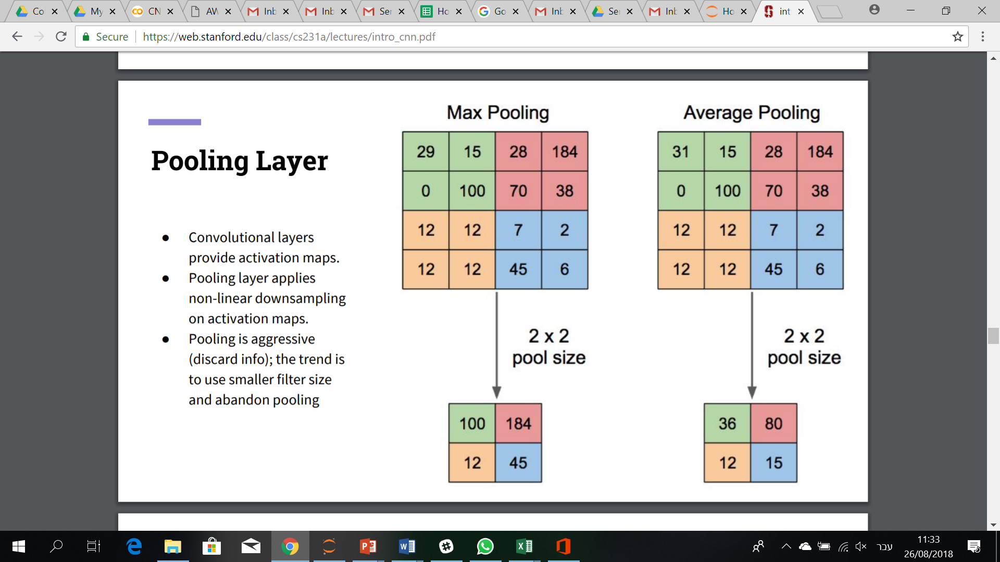 Co My CN AW Inb Inb Ser Ho Go Inb Ser Inb Ho int
Secure https://web.stanford.edu/class/cs231a/lectures/intro_cnn.pdf
Pooling Layer
● Convolutional layers
provide activation maps.
● Pooling layer applies
non-linear downsampling
on activation maps.
● Pooling is aggressive
(discard info); the trend is
to use smaller filter size
and abandon pooling
Max Pooling
29 15 28 184
0 100 70 38
12 12 7 2
12 12 45 6
2 x 2
pool size
100 184
12 45
Average Pooling
31 15 28 184
0 100 70 38
12 12 7 2
12 12 45 6
2 x 2
pool size
36 80
12 15
עבר
11:33
26/08/2018